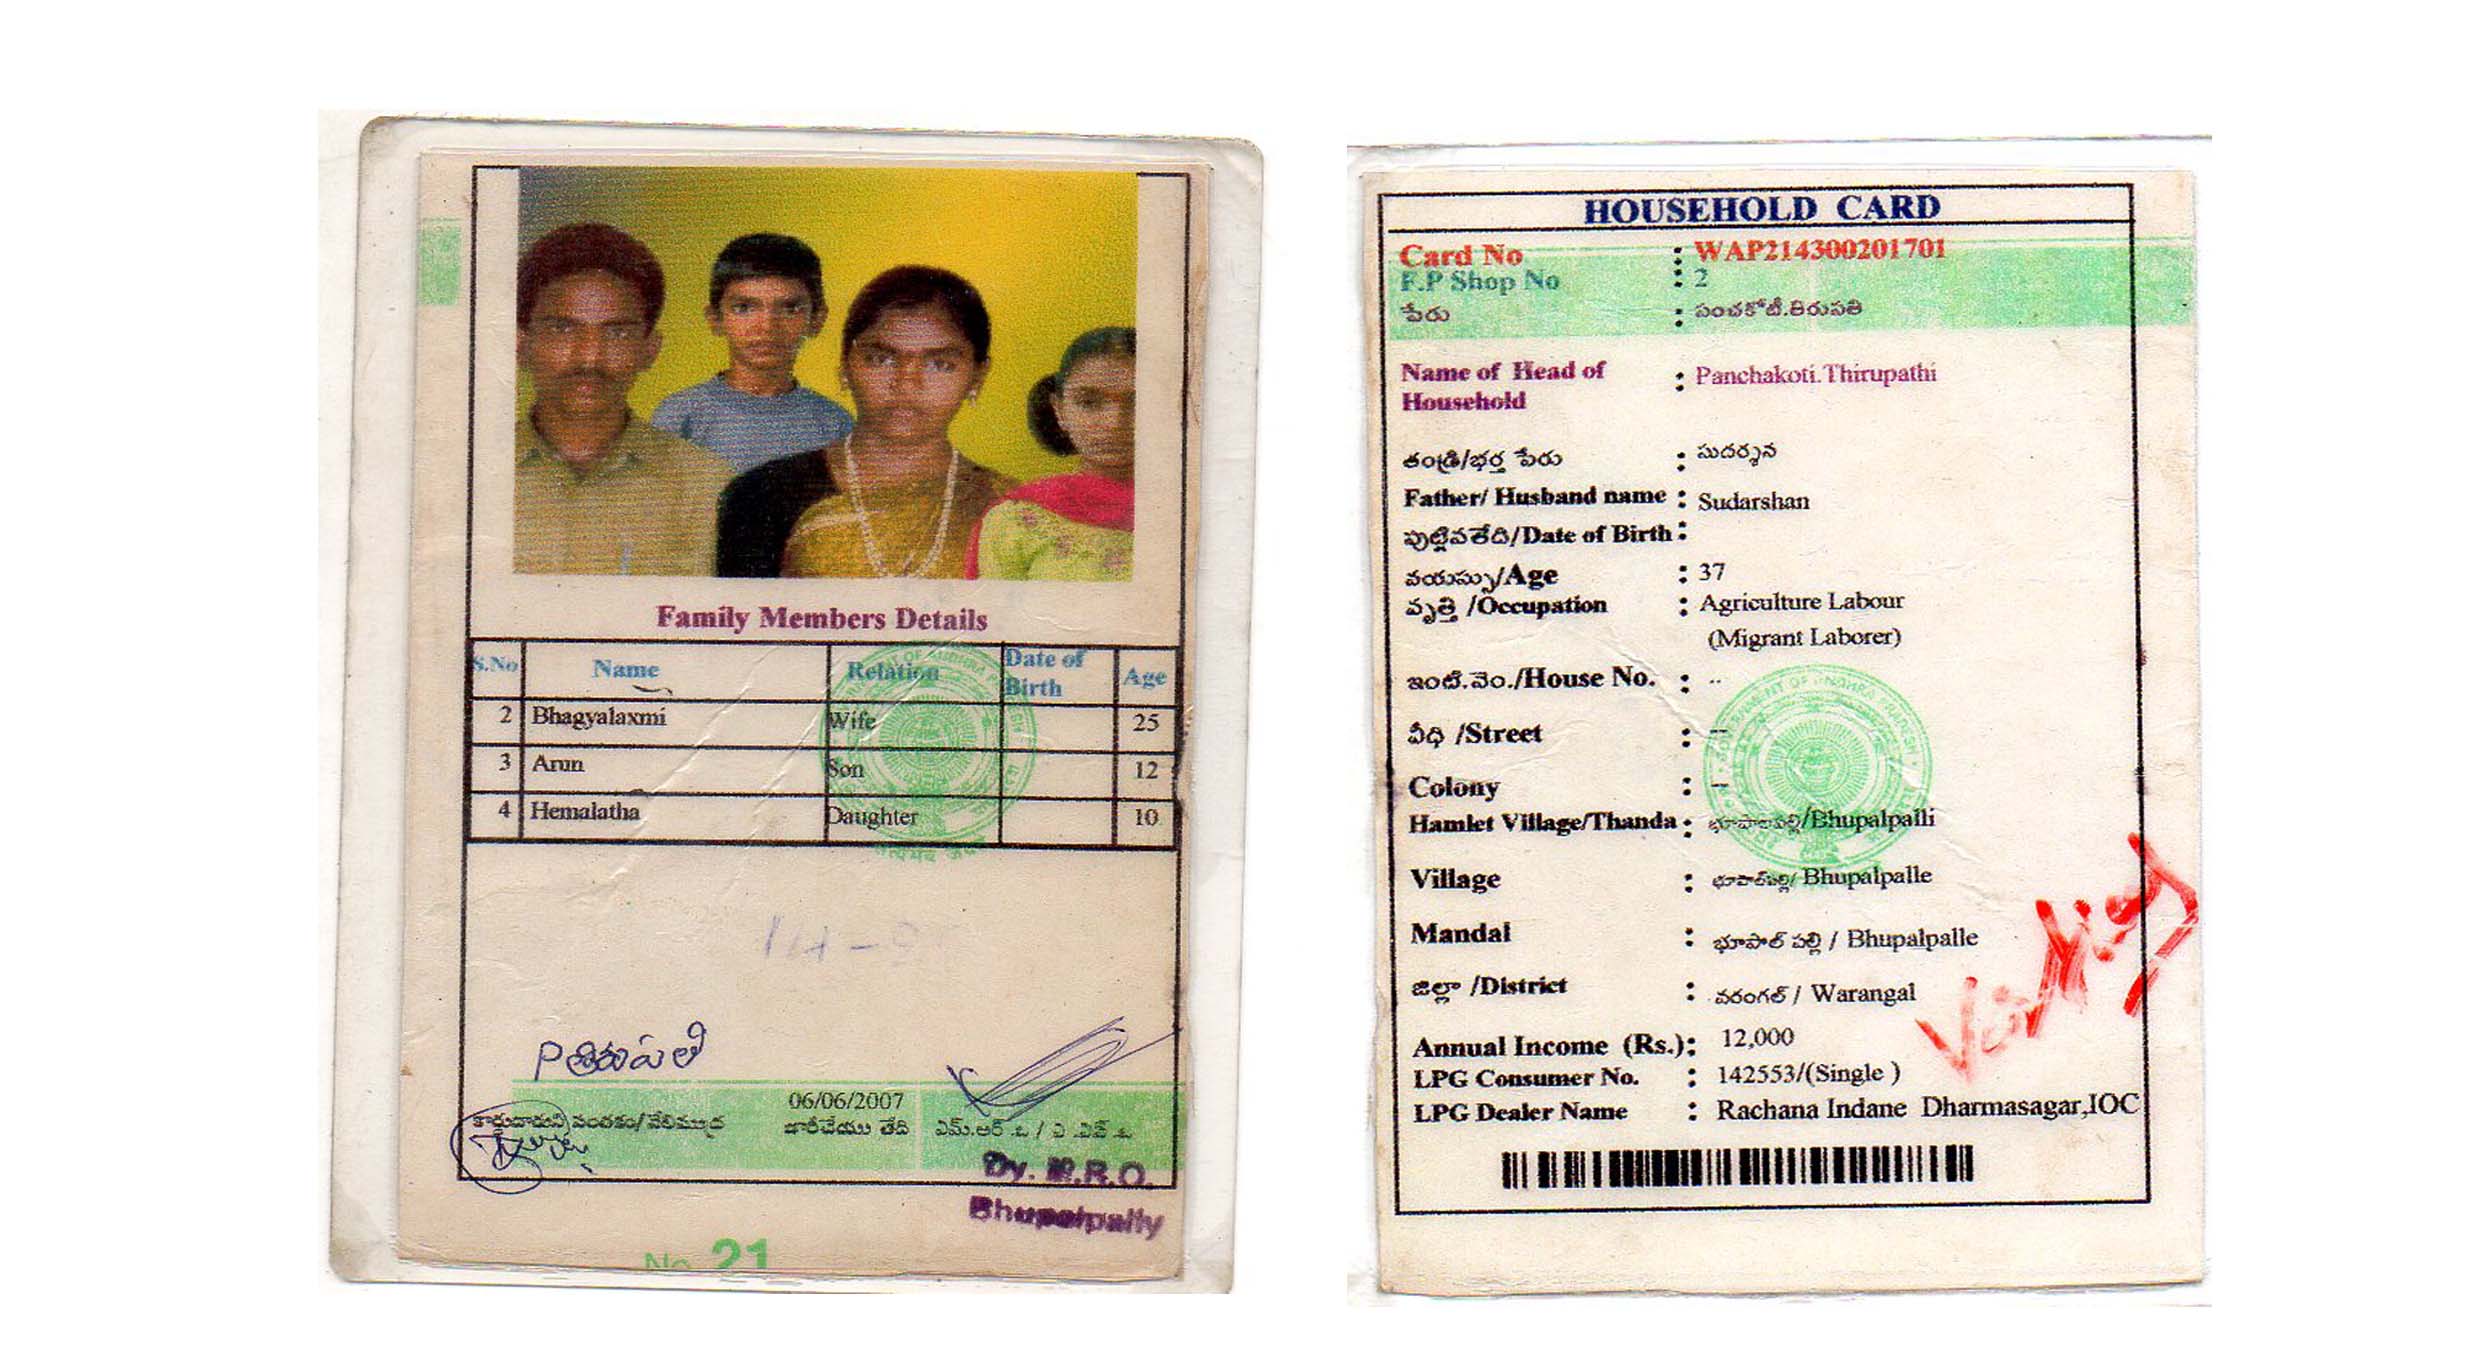 Family Members Details
S.No Name Relation Date of Birth Age
2 Bhagyalaxmi Wife 25
3 Arun Son 12
4 Hemalatha Daughter 10
P తిరుపతి
06/06/2007
కార్డుదారుని సంతకం/వేలిముద్ర జారీచేయు తేది ఎమ్.ఆర్.ఓ / ఎ.ఎస్.ఓ
Dy. M.R.O.
Bhupalpally
No 21
HOUSEHOLD CARD
Card No : WAP214300201701
F.P Shop No : 2
పేరు : పంచకోటి.తిరుపతి
Name of Head of Household : Panchakoti.Thirupathi
తండ్రి/భర్త పేరు : సుదర్శన
Father/ Husband name : Sudarshan
పుట్టినతేది/Date of Birth :
వయస్సు/Age : 37
వృత్తి /Occupation : Agriculture Labour
(Migrant Laborer)
ఇంటి.నెం./House No. : --
వీధి /Street : --
Colony : --
Hamlet Village/Thanda : భూపాలపల్లి/Bhupalpalli
Village : భూపాల్‌పల్లి/ Bhupalpalle
Mandal : భూపాల్ పల్లి / Bhupalpalle
జిల్లా /District : వరంగల్ / Warangal
Annual Income (Rs.) : 12,000
LPG Consumer No. : 142553/(Single )
LPG Dealer Name : Rachana Indane Dharmasagar,IOC